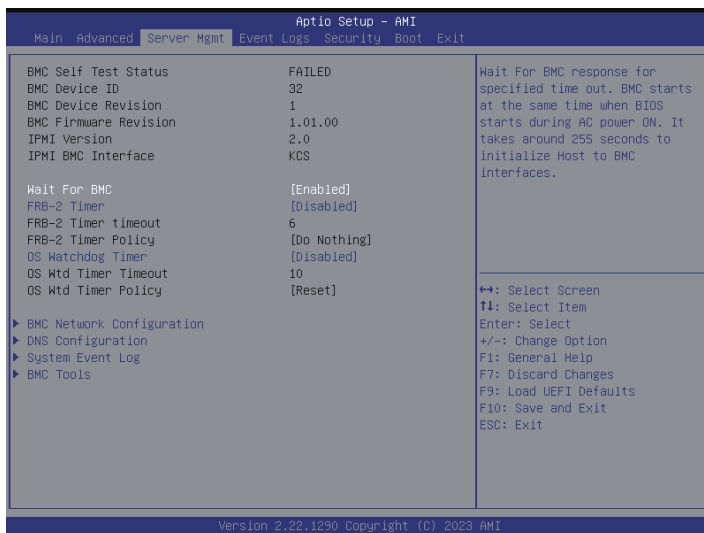 Aptio Setup – AMI
Main Advanced Server Mgmt Event Logs Security Boot Exit
BMC Self Test Status FAILED
BMC Device ID 32
BMC Device Revision 1
BMC Firmware Revision 1.01.00
IPMI Version 2.0
IPMI BMC Interface KCS
Wait For BMC [Enabled]
FRB-2 Timer [Disabled]
FRB-2 Timer timeout 6
FRB-2 Timer Policy [Do Nothing]
OS Watchdog Timer [Disabled]
OS Wtd Timer Timeout 10
OS Wtd Timer Policy [Reset]
BMC Network Configuration
DNS Configuration
System Event Log
BMC Tools
Wait For BMC response for
specified time out. BMC starts
at the same time when BIOS
starts during AC power ON. It
takes around 255 seconds to
initialize Host to BMC
interfaces.
↔: Select Screen
↑↓: Select Item
Enter: Select
+/-: Change Option
F1: General Help
F7: Discard Changes
F9: Load UEFI Defaults
F10: Save and Exit
ESC: Exit
Version 2.22.1290 Copyright (C) 2023 AMI